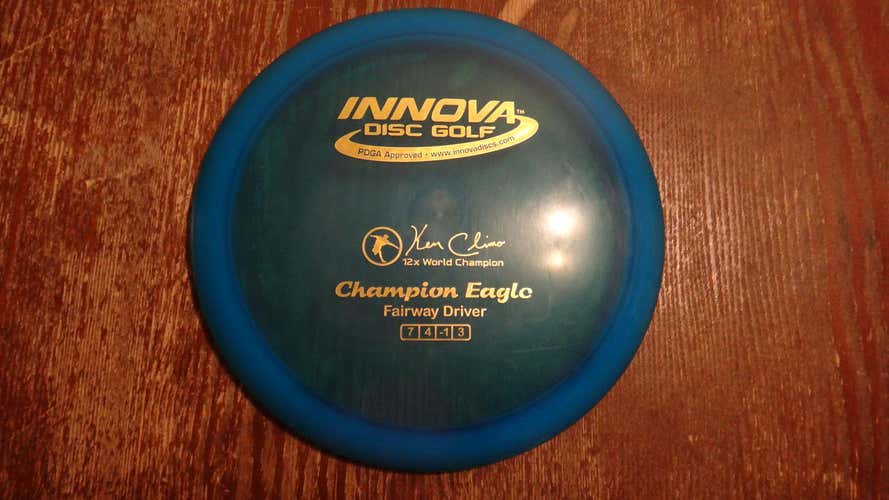 INNOVA™
DISC GOLF
PDGA Approved • www.innovadiscs.com
Ken Climo
12x World Champion
Champion Eagle
Fairway Driver
7 4 -1 3